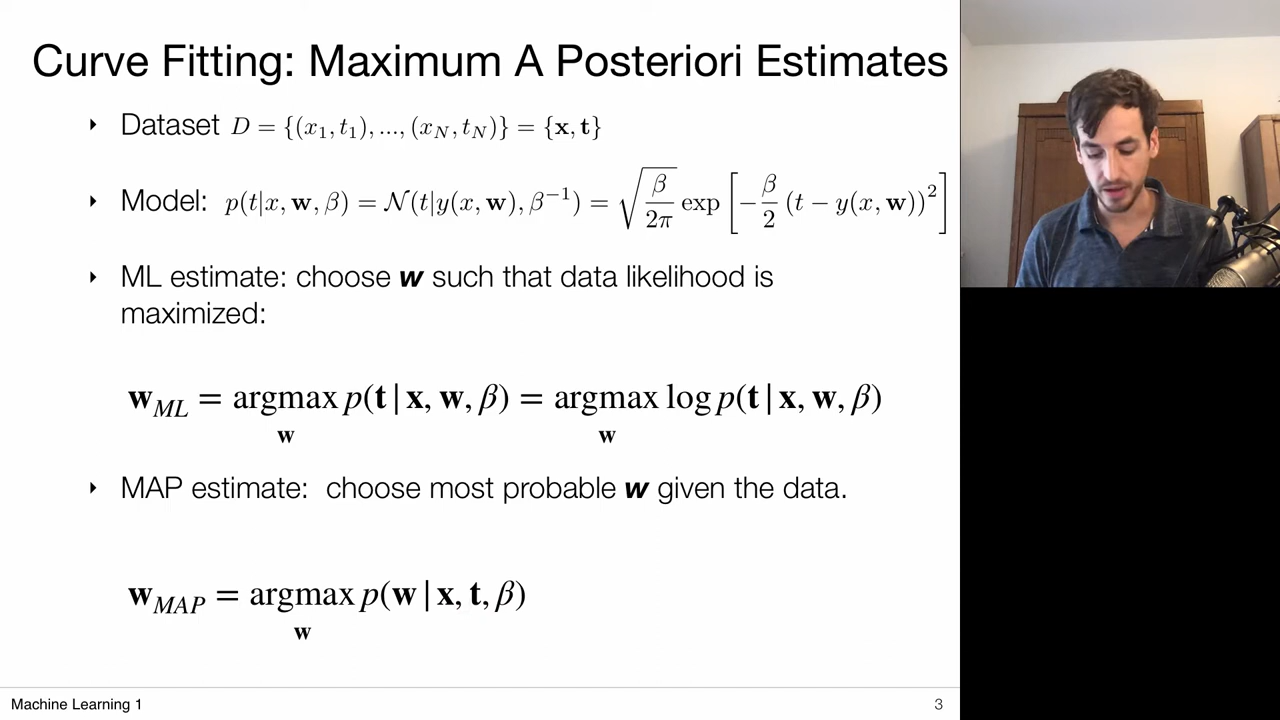 Curve Fitting: Maximum A Posteriori Estimates
‣ Dataset D = {(x₁, t₁), ..., (x_N, t_N)} = {𝐱, 𝐭}
‣ Model: p(t|x, 𝐰, β) = 𝒩(t|y(x, 𝐰), β⁻¹) = √(β/2π) exp [−β/2 (t − y(x, 𝐰))²]
‣ ML estimate: choose w such that data likelihood is
maximized:
𝐰_ML = argmax_𝐰 p(𝐭 | 𝐱, 𝐰, β) = argmax_𝐰 log p(𝐭 | 𝐱, 𝐰, β)
‣ MAP estimate: choose most probable w given the data.
𝐰_MAP = argmax_𝐰 p(𝐰 | 𝐱, 𝐭, β)
Machine Learning 1
3